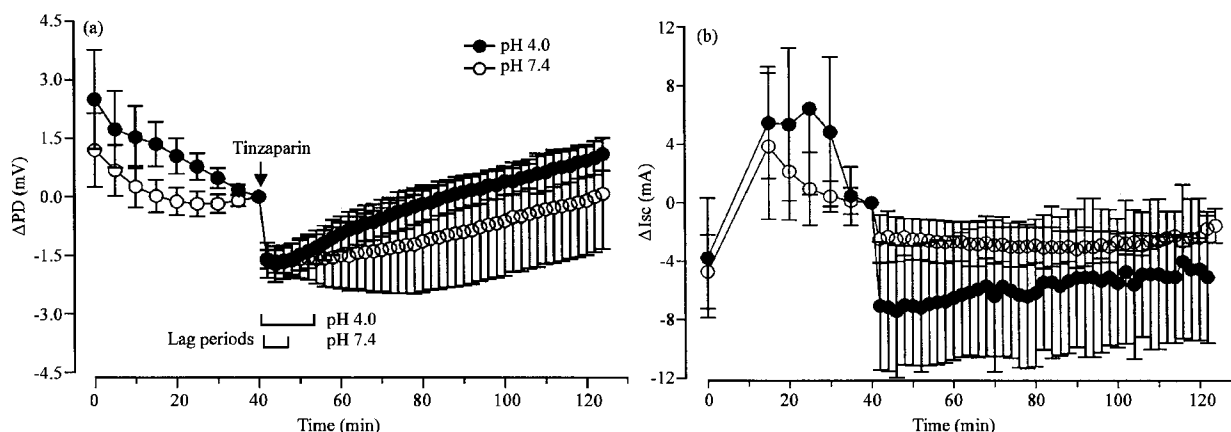 (a)
pH 4.0
pH 7.4
Tinzaparin
ΔPD (mV)
4.5
3.0
1.5
0.0
-1.5
-3.0
-4.5
Lag periods
pH 4.0
pH 7.4
0 20 40 60 80 100 120
Time (min)
(b)
Δ Isc (mA)
12
8
4
0
-4
-8
-12
0 20 40 60 80 100 120
Time (min)